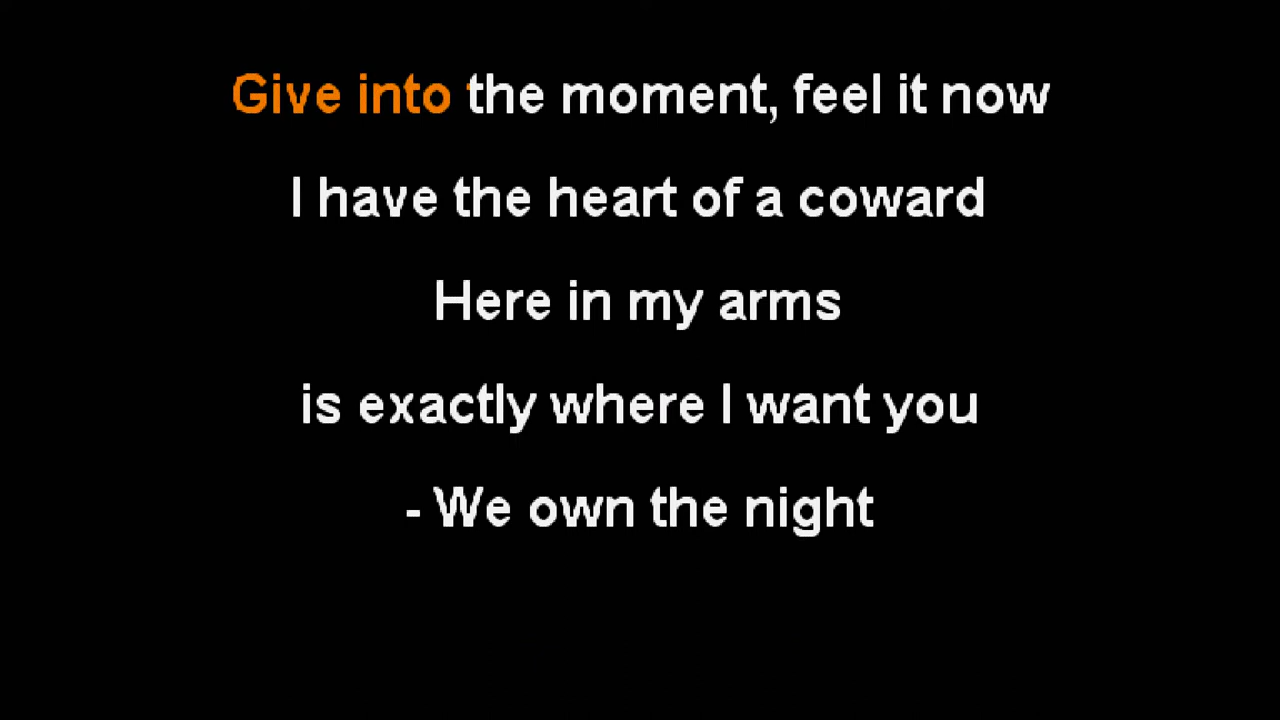 Give into the moment, feel it now
I have the heart of a coward
Here in my arms
is exactly where I want you
- We own the night